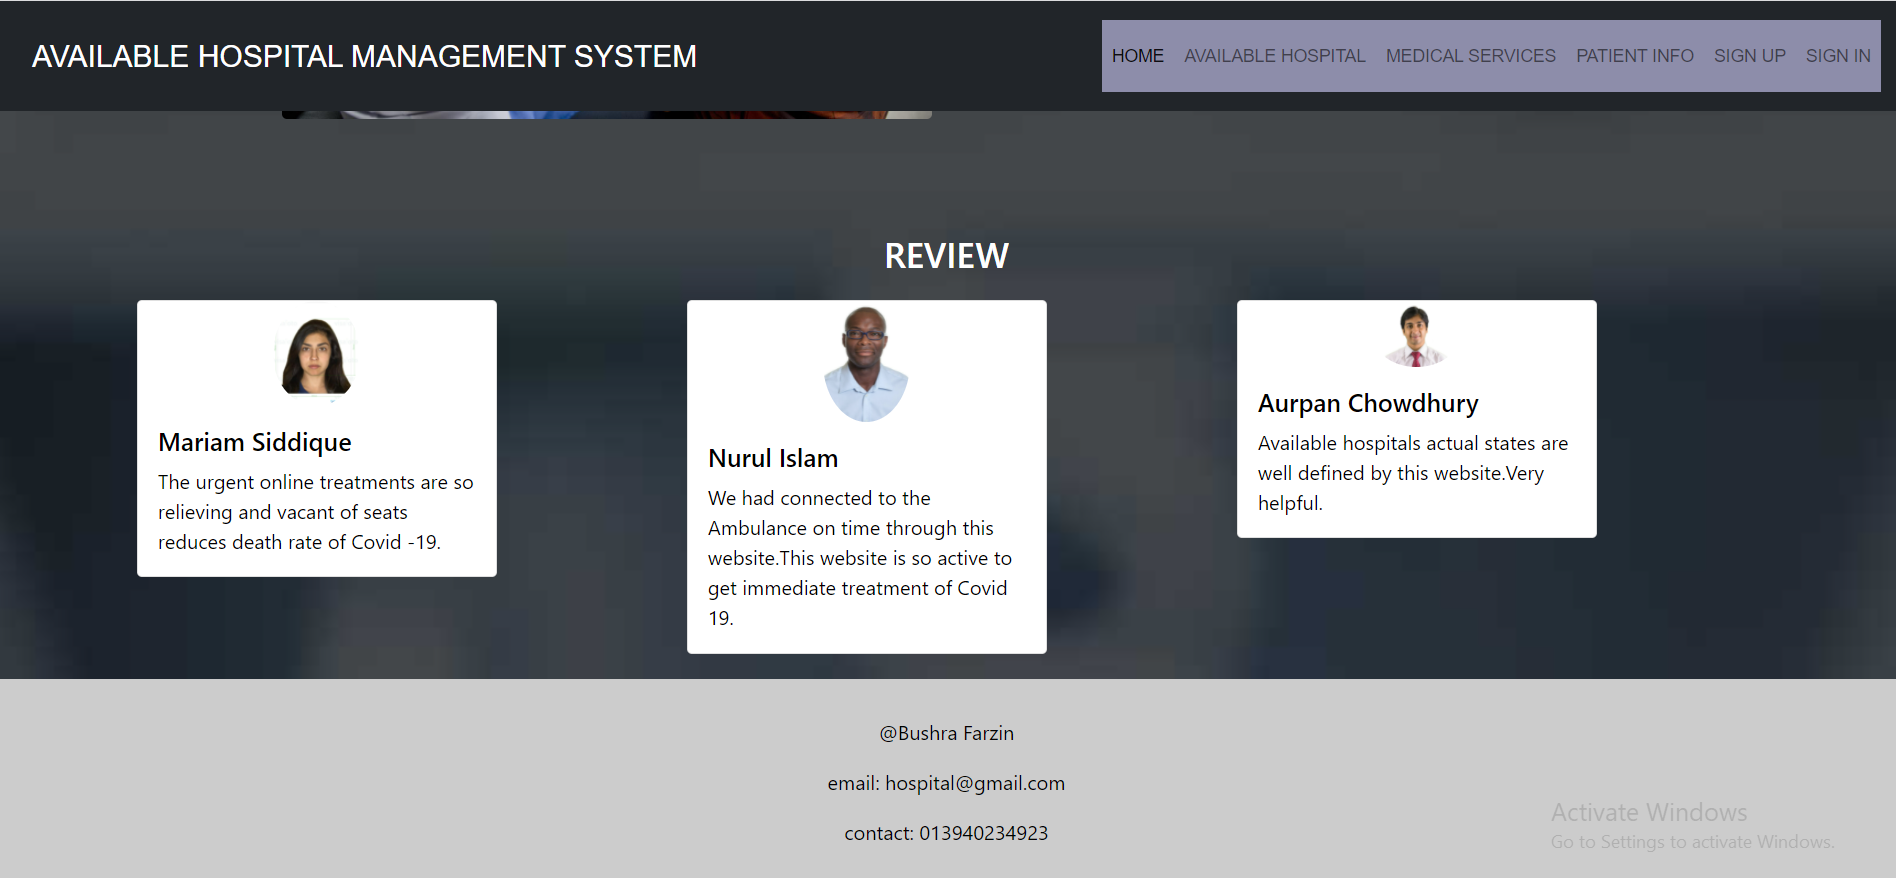 AVAILABLE HOSPITAL MANAGEMENT SYSTEM
HOME AVAILABLE HOSPITAL MEDICAL SERVICES PATIENT INFO SIGN UP SIGN IN
REVIEW
Mariam Siddique
The urgent online treatments are so
relieving and vacant of seats
reduces death rate of Covid -19.
Nurul Islam
We had connected to the
Ambulance on time through this
website.This website is so active to
get immediate treatment of Covid
19.
Aurpan Chowdhury
Available hospitals actual states are
well defined by this website.Very
helpful.
@Bushra Farzin
email: hospital@gmail.com
contact: 013940234923
Activate Windows
Go to Settings to activate Windows.